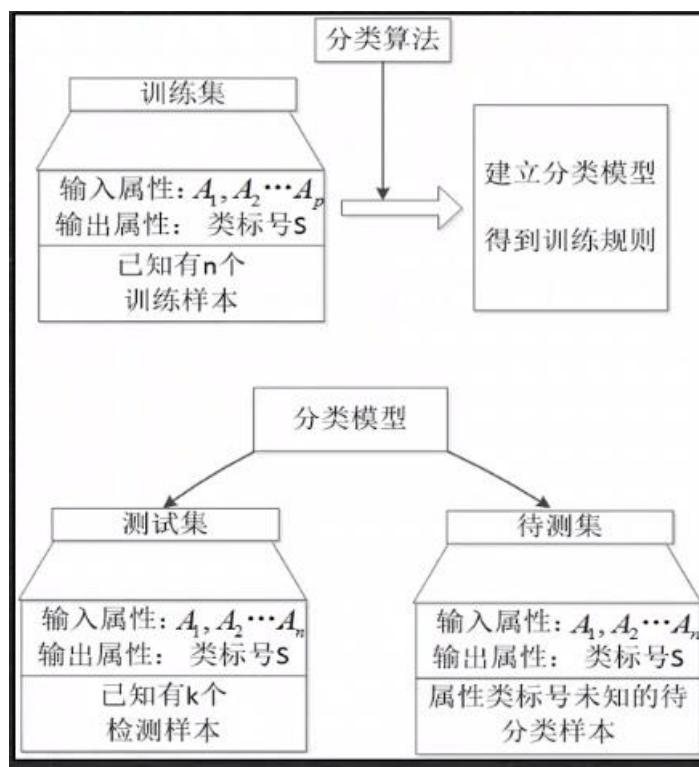 分类算法
训练集
输入属性：A₁, A₂⋯Aₚ
输出属性： 类标号S
已知有n个
训练样本
建立分类模型
得到训练规则
分类模型
测试集
输入属性：A₁, A₂⋯Aₙ
输出属性： 类标号S
已知有k个
检测样本
待测集
输入属性：A₁, A₂⋯Aₙ
输出属性： 类标号S
属性类标号未知的待
分类样本